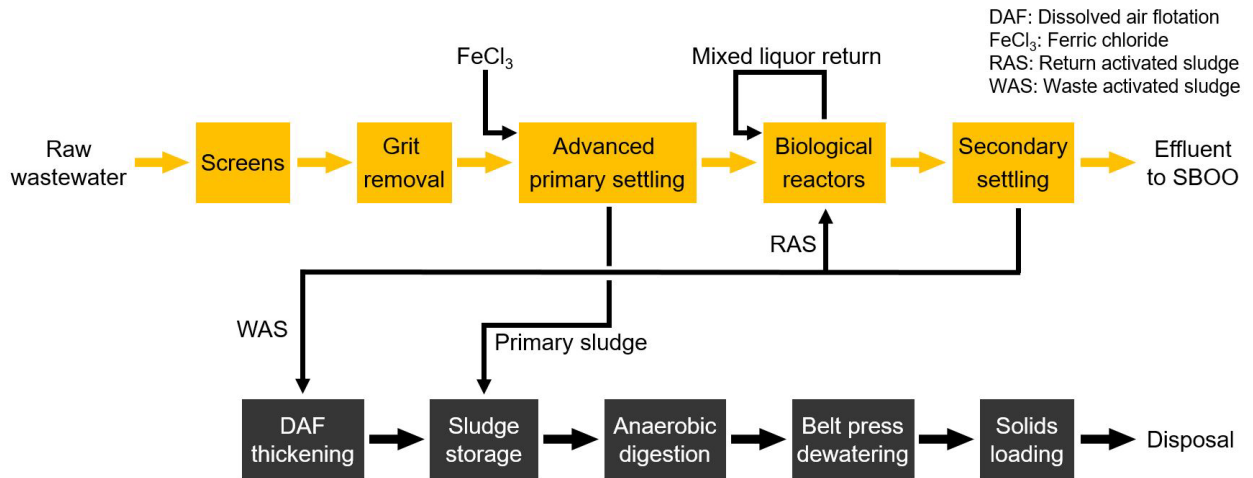 DAF: Dissolved air flotation
FeCl₃: Ferric chloride
RAS: Return activated sludge
WAS: Waste activated sludge
FeCl₃
Mixed liquor return
Raw
wastewater
Screens
Grit
removal
Advanced
primary settling
Biological
reactors
Secondary
settling
Effluent
to SBOO
RAS
WAS
Primary sludge
DAF
thickening
Sludge
storage
Anaerobic
digestion
Belt press
dewatering
Solids
loading
Disposal